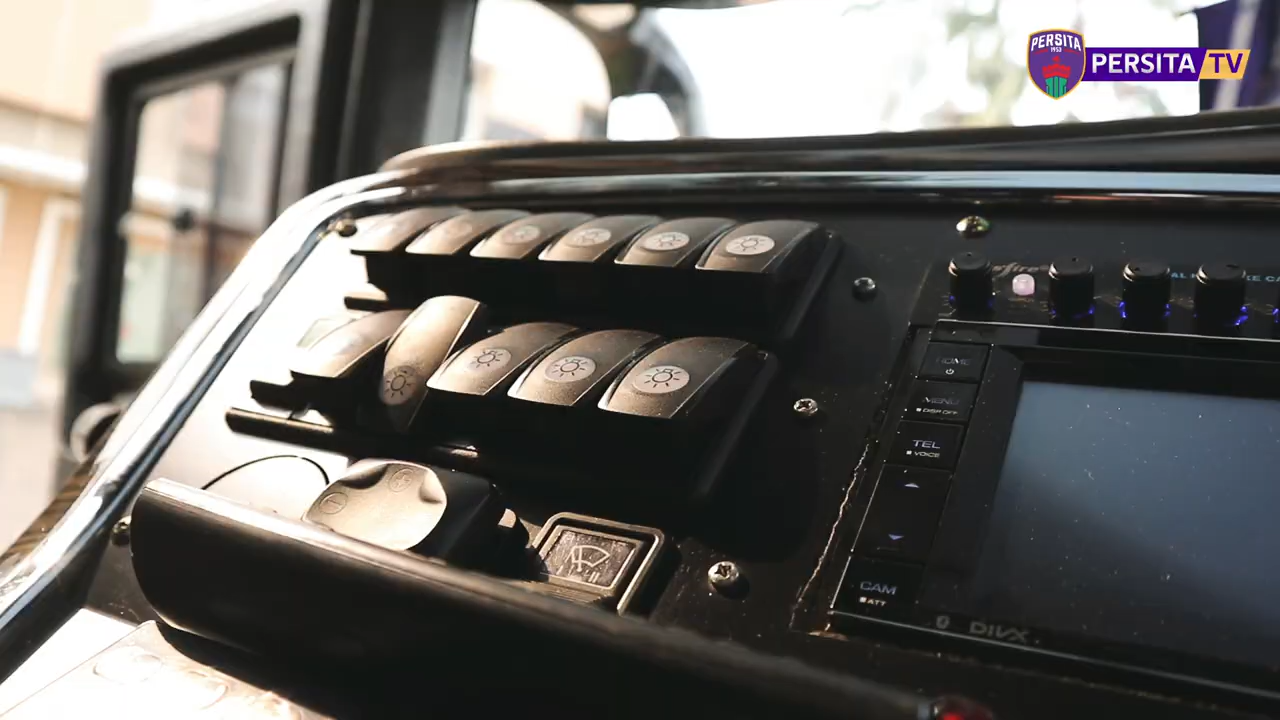 PERSITA
1953
PERSITA TV
HOME
MENU
DISP OFF
TEL
VOICE
CAM
ATT
DivX